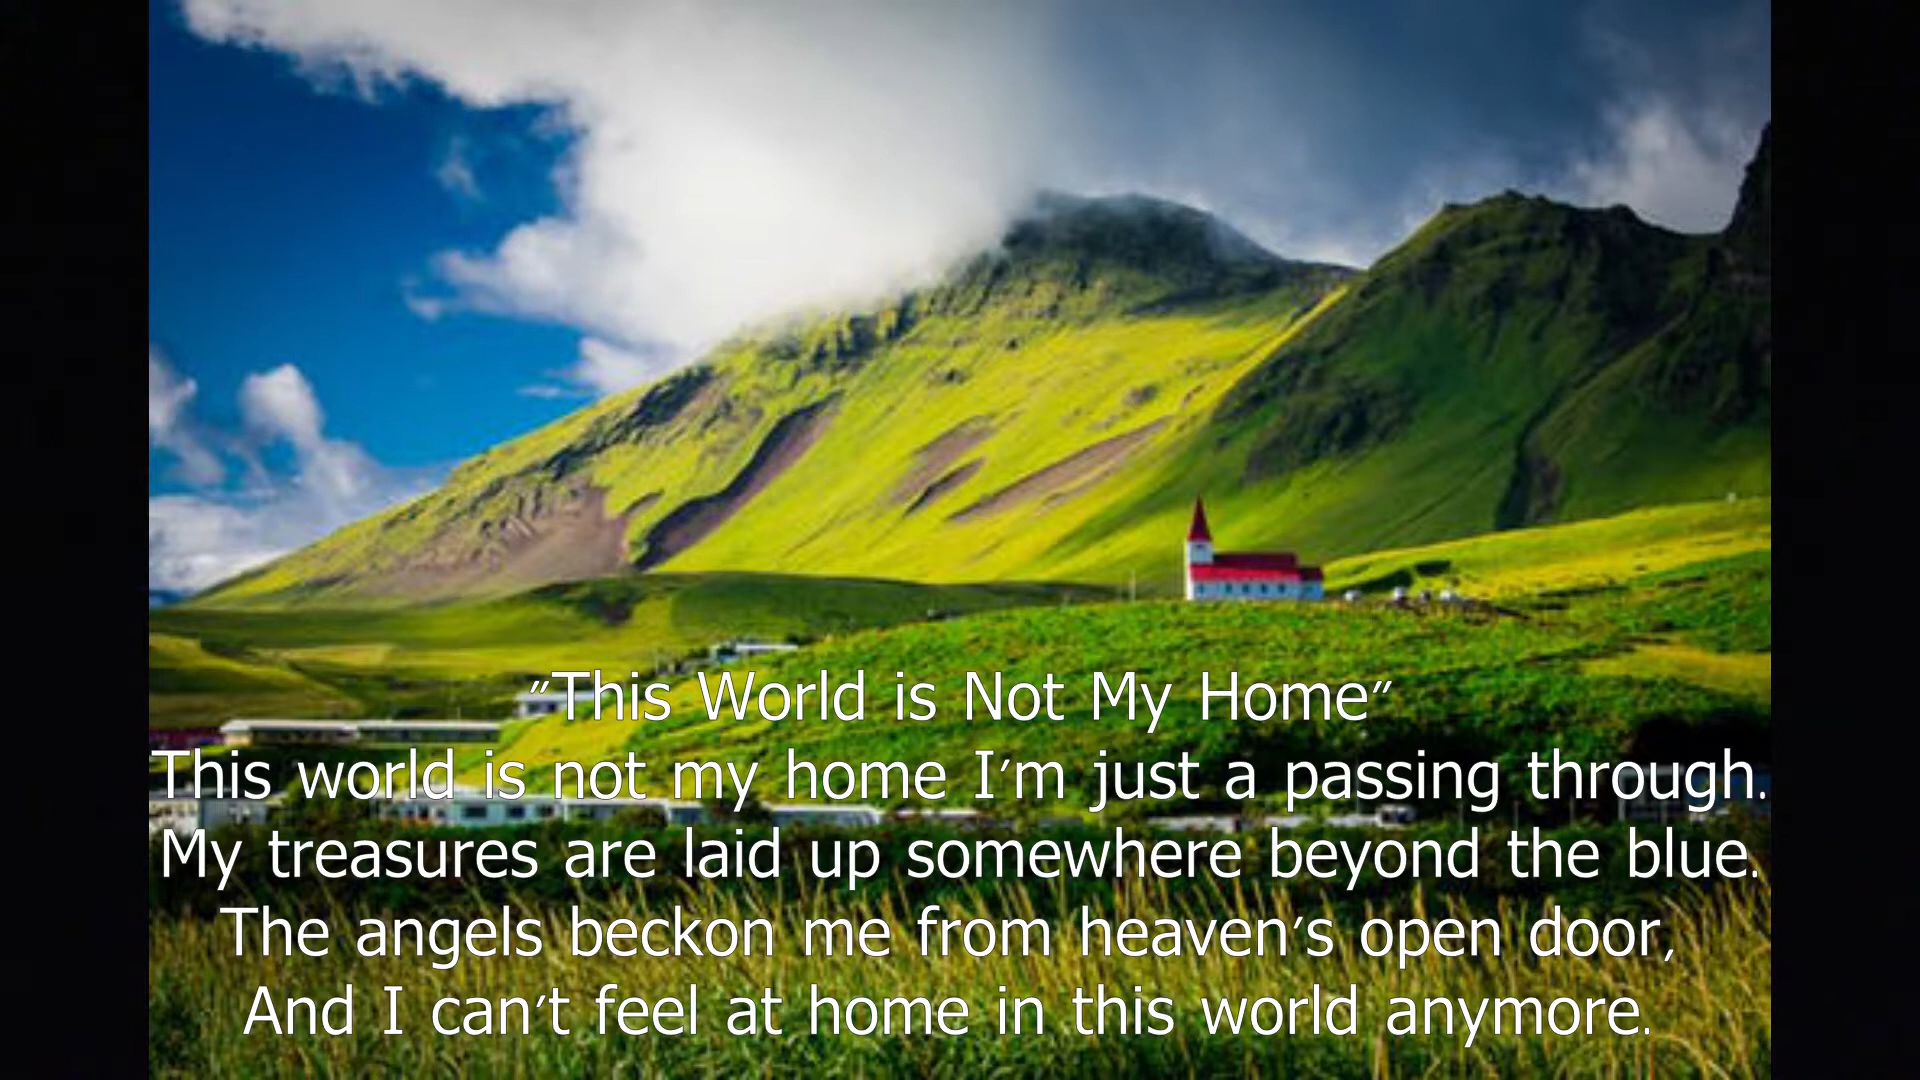 "This World is Not My Home"
This world is not my home I'm just a passing through.
My treasures are laid up somewhere beyond the blue.
The angels beckon me from heaven's open door,
And I can't feel at home in this world anymore.